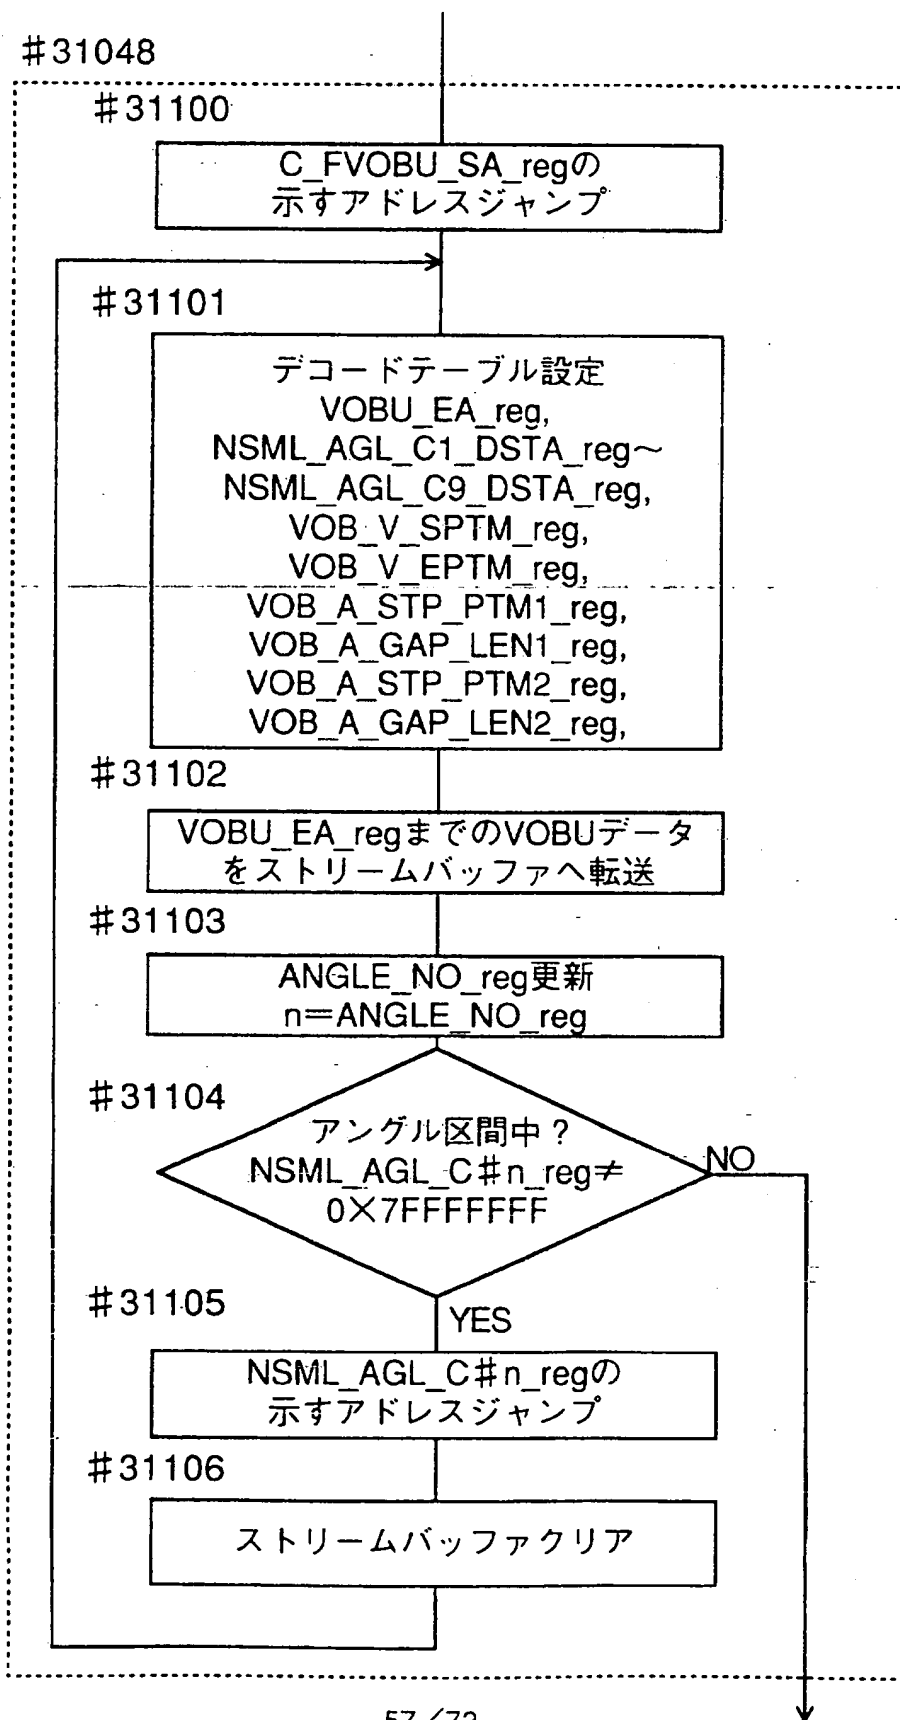 #31048
#31100
C_FVOBU_SA_regの
示すアドレスジャンプ
#31101
デコードテーブル設定
VOBU_EA_reg,
NSML_AGL_C1_DSTA_reg〜
NSML_AGL_C9_DSTA_reg,
VOB_V_SPTM_reg,
VOB_V_EPTM_reg,
VOB_A_STP_PTM1_reg,
VOB_A_GAP_LEN1_reg,
VOB_A_STP_PTM2_reg,
VOB_A_GAP_LEN2_reg,
#31102
VOBU_EA_regまでのVOBUデータ
をストリームバッファへ転送
#31103
ANGLE_NO_reg更新
n=ANGLE_NO_reg
#31104
アングル区間中?
NSML_AGL_C#n_reg≠
0×7FFFFFFF
NO
#31105
YES
NSML_AGL_C#n_regの
示すアドレスジャンプ
#31106
ストリームバッファクリア
57/72